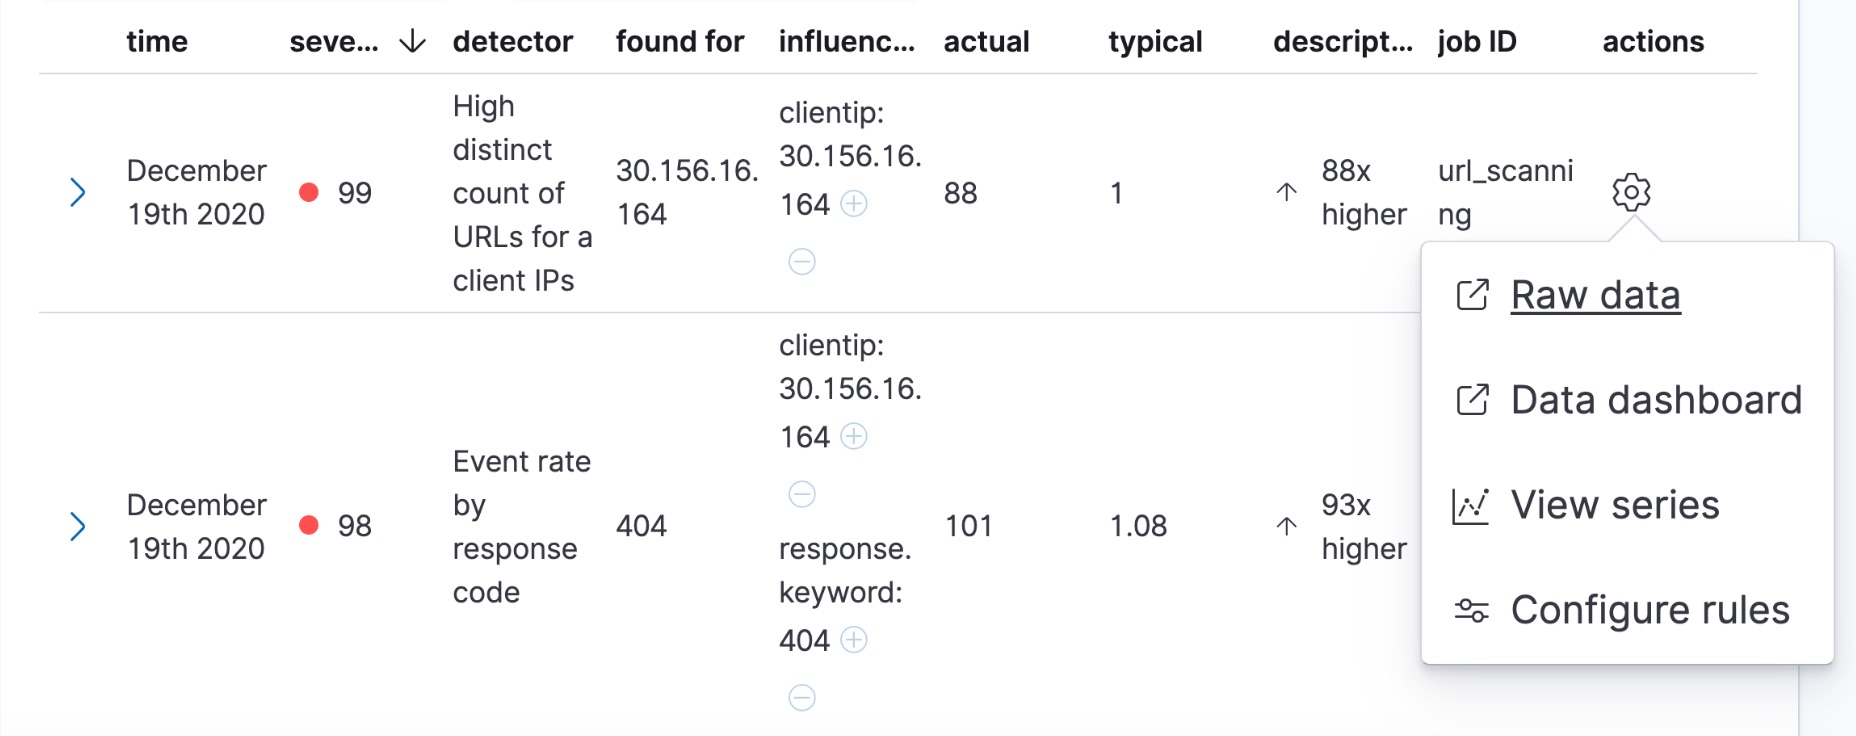 time seve... detector found for influenc... actual typical descript... job ID actions
December
19th 2020
99
High
distinct
count of
URLs for a
client IPs
30.156.16.
164
clientip:
30.156.16.
164
88
1
88x
higher
url_scanni
ng
December
19th 2020
98
Event rate
by
response
code
404
clientip:
30.156.16.
164
response.
keyword:
404
101
1.08
93x
higher
Raw data
Data dashboard
View series
Configure rules